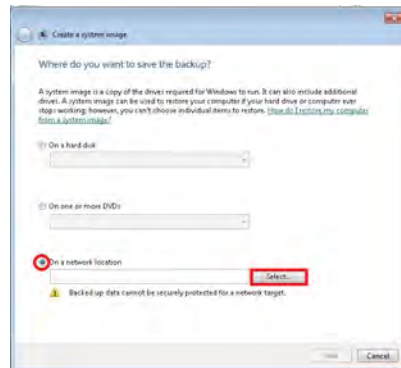 Create a system image
Where do you want to save the backup?
A system image is a copy of the drives required for Windows to run. It can also include additional
drives. A system image can be used to restore your computer if your hard drive or computer ever
stops working; however, you can't choose individual items to restore. How do I restore my computer
from a system image?
On a hard disk
On one or more DVDs
On a network location
Select...
Backed up data cannot be securely protected for a network target.
Next
Cancel